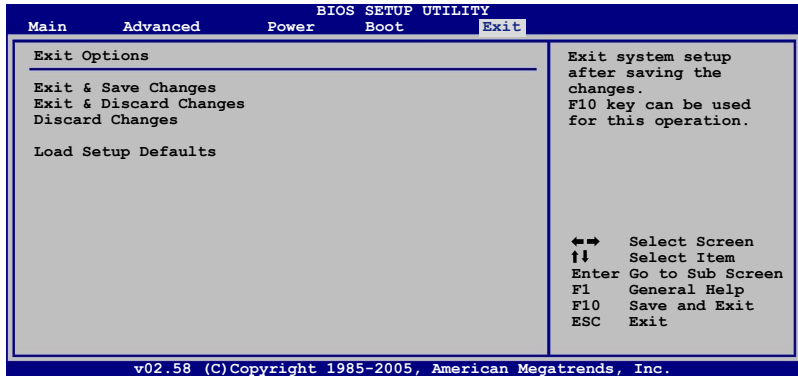 BIOS SETUP UTILITY
Main Advanced Power Boot Exit
Exit Options
Exit & Save Changes
Exit & Discard Changes
Discard Changes
Load Setup Defaults
Exit system setup
after saving the
changes.
F10 key can be used
for this operation.
←→ Select Screen
↑↓ Select Item
Enter Go to Sub Screen
F1 General Help
F10 Save and Exit
ESC Exit
v02.58 (C)Copyright 1985-2005, American Megatrends, Inc.